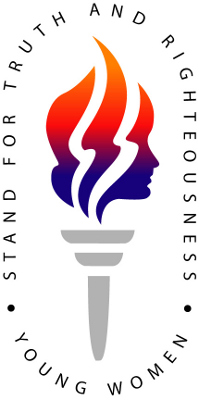 STAND FOR TRUTH AND RIGHTEOUSNESS
• YOUNG WOMEN •